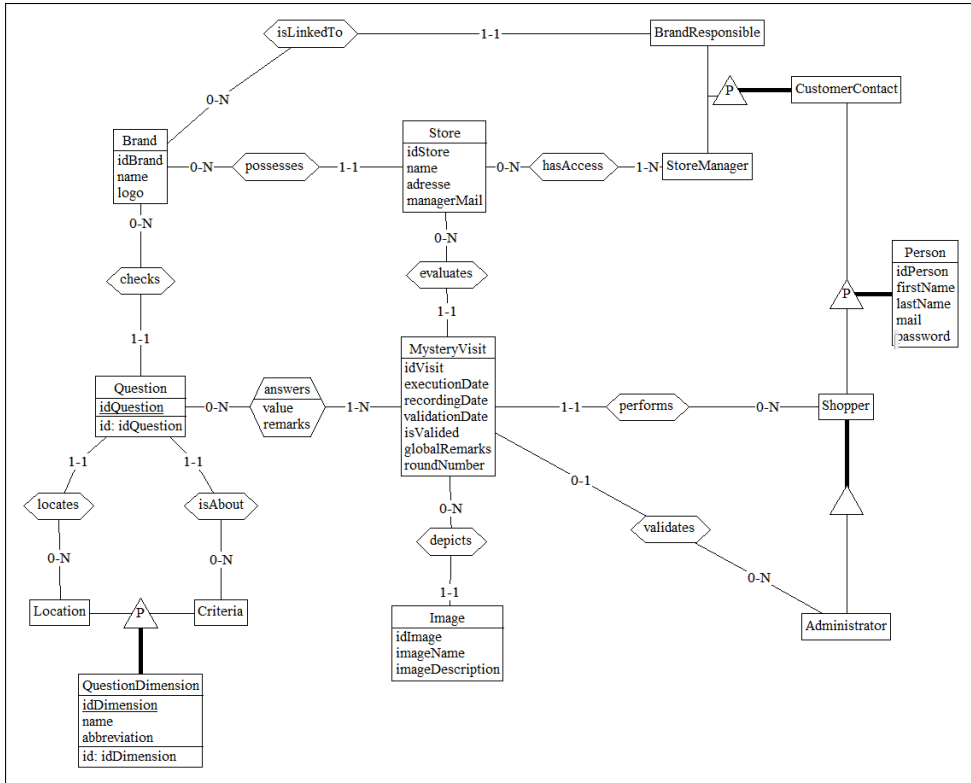 isLinkedTo
1-1
BrandResponsible
P
CustomerContact
0-N
Brand
idBrand
name
logo
0-N
possesses
1-1
Store
idStore
name
adresse
managerMail
0-N
hasAccess
1-N
StoreManager
0-N
checks
1-1
0-N
evaluates
1-1
P
Person
idPerson
firstName
lastName
mail
password
Question
idQuestion
id: idQuestion
0-N
answers
value
remarks
1-N
MysteryVisit
idVisit
executionDate
recordingDate
validationDate
isValided
globalRemarks
roundNumber
1-1
performs
0-N
Shopper
1-1
locates
0-N
1-1
isAbout
0-N
0-N
depicts
1-1
0-1
validates
0-N
Location
P
Criteria
Image
idImage
imageName
imageDescription
Administrator
QuestionDimension
idDimension
name
abbreviation
id: idDimension